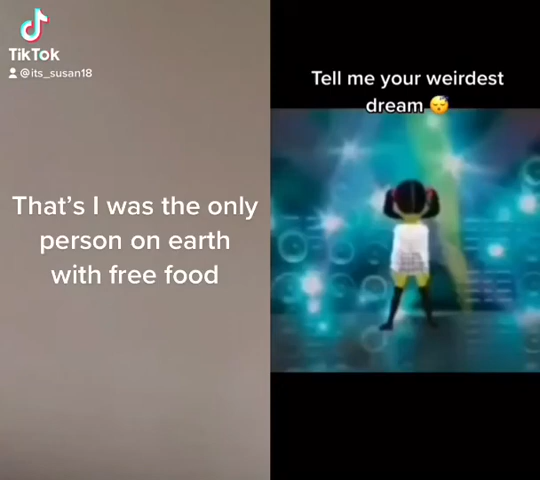 TikTok
@its_susan18
That's I was the only
person on earth
with free food
Tell me your weirdest
dream 😴